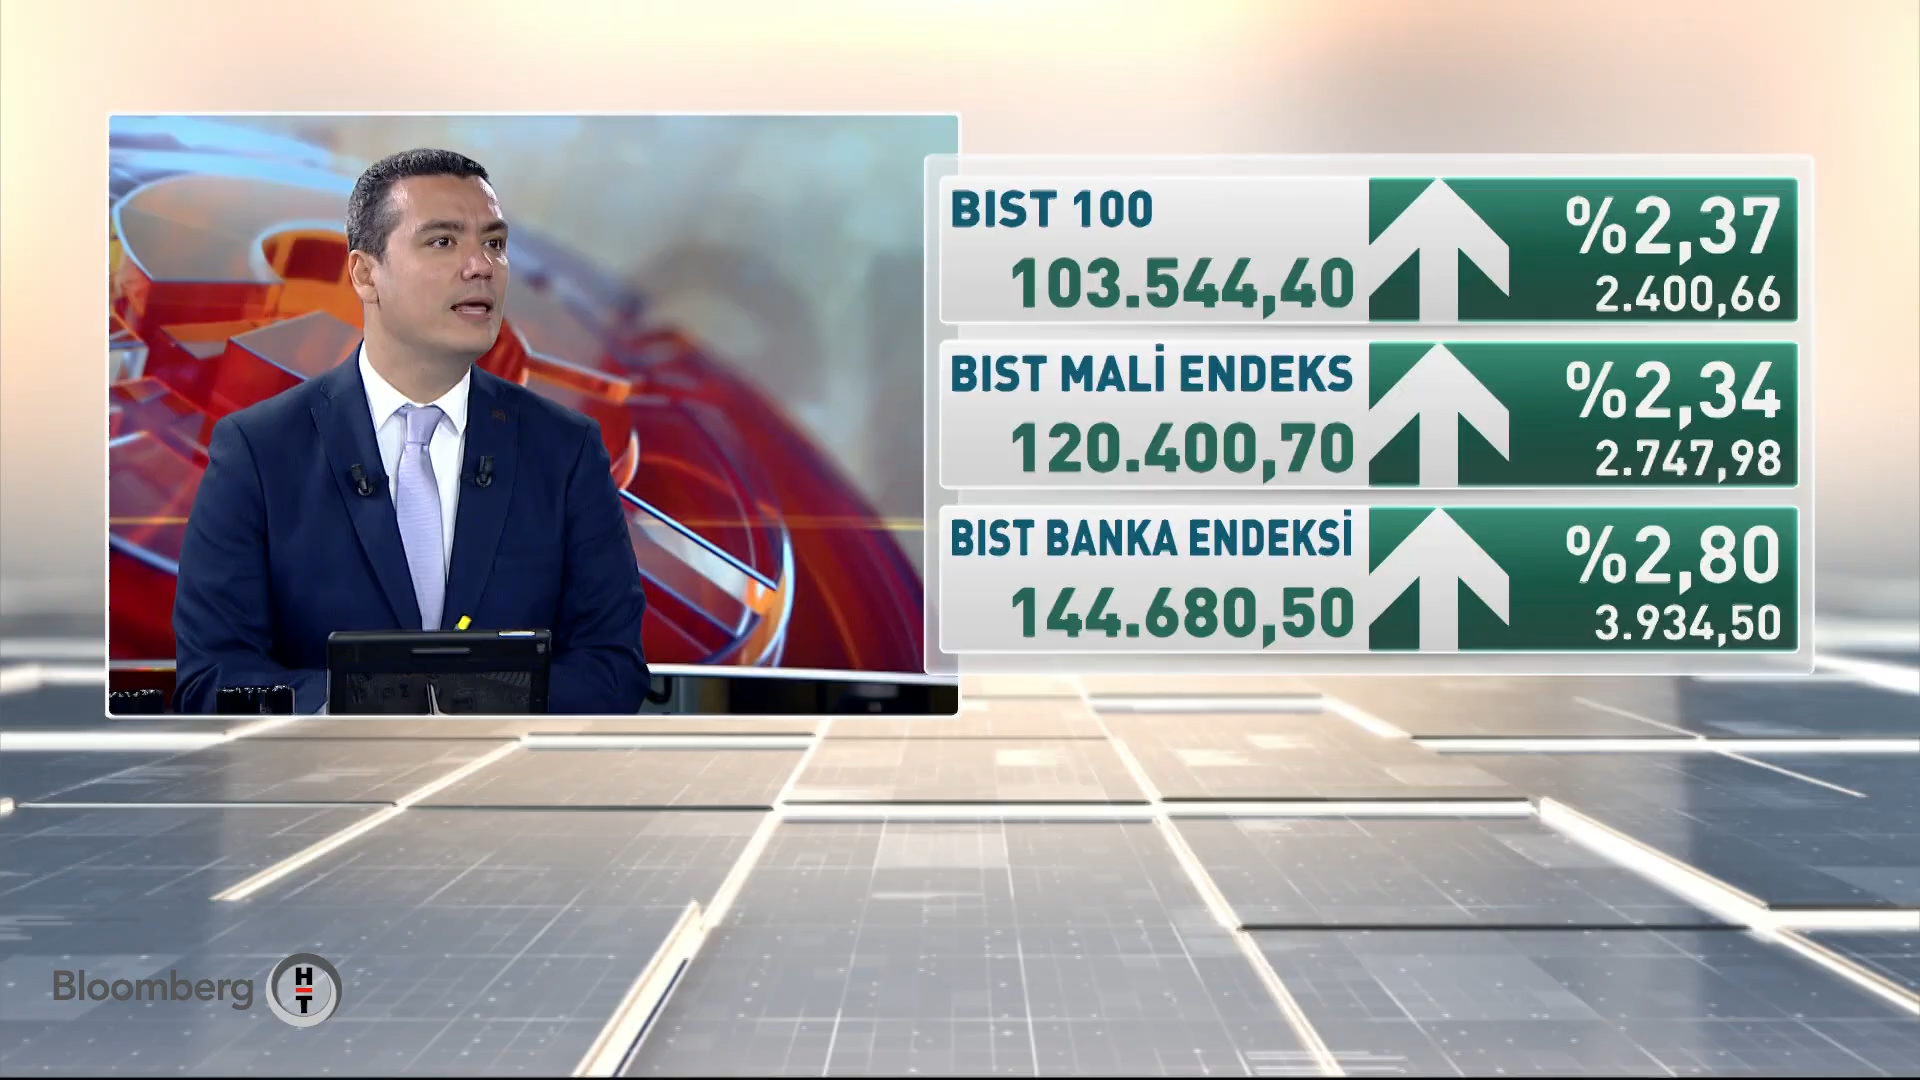 BIST 100
103.544,40
%2,37
2.400,66
BIST MALİ ENDEKS
120.400,70
%2,34
2.747,98
BIST BANKA ENDEKSİ
144.680,50
%2,80
3.934,50
Bloomberg HT